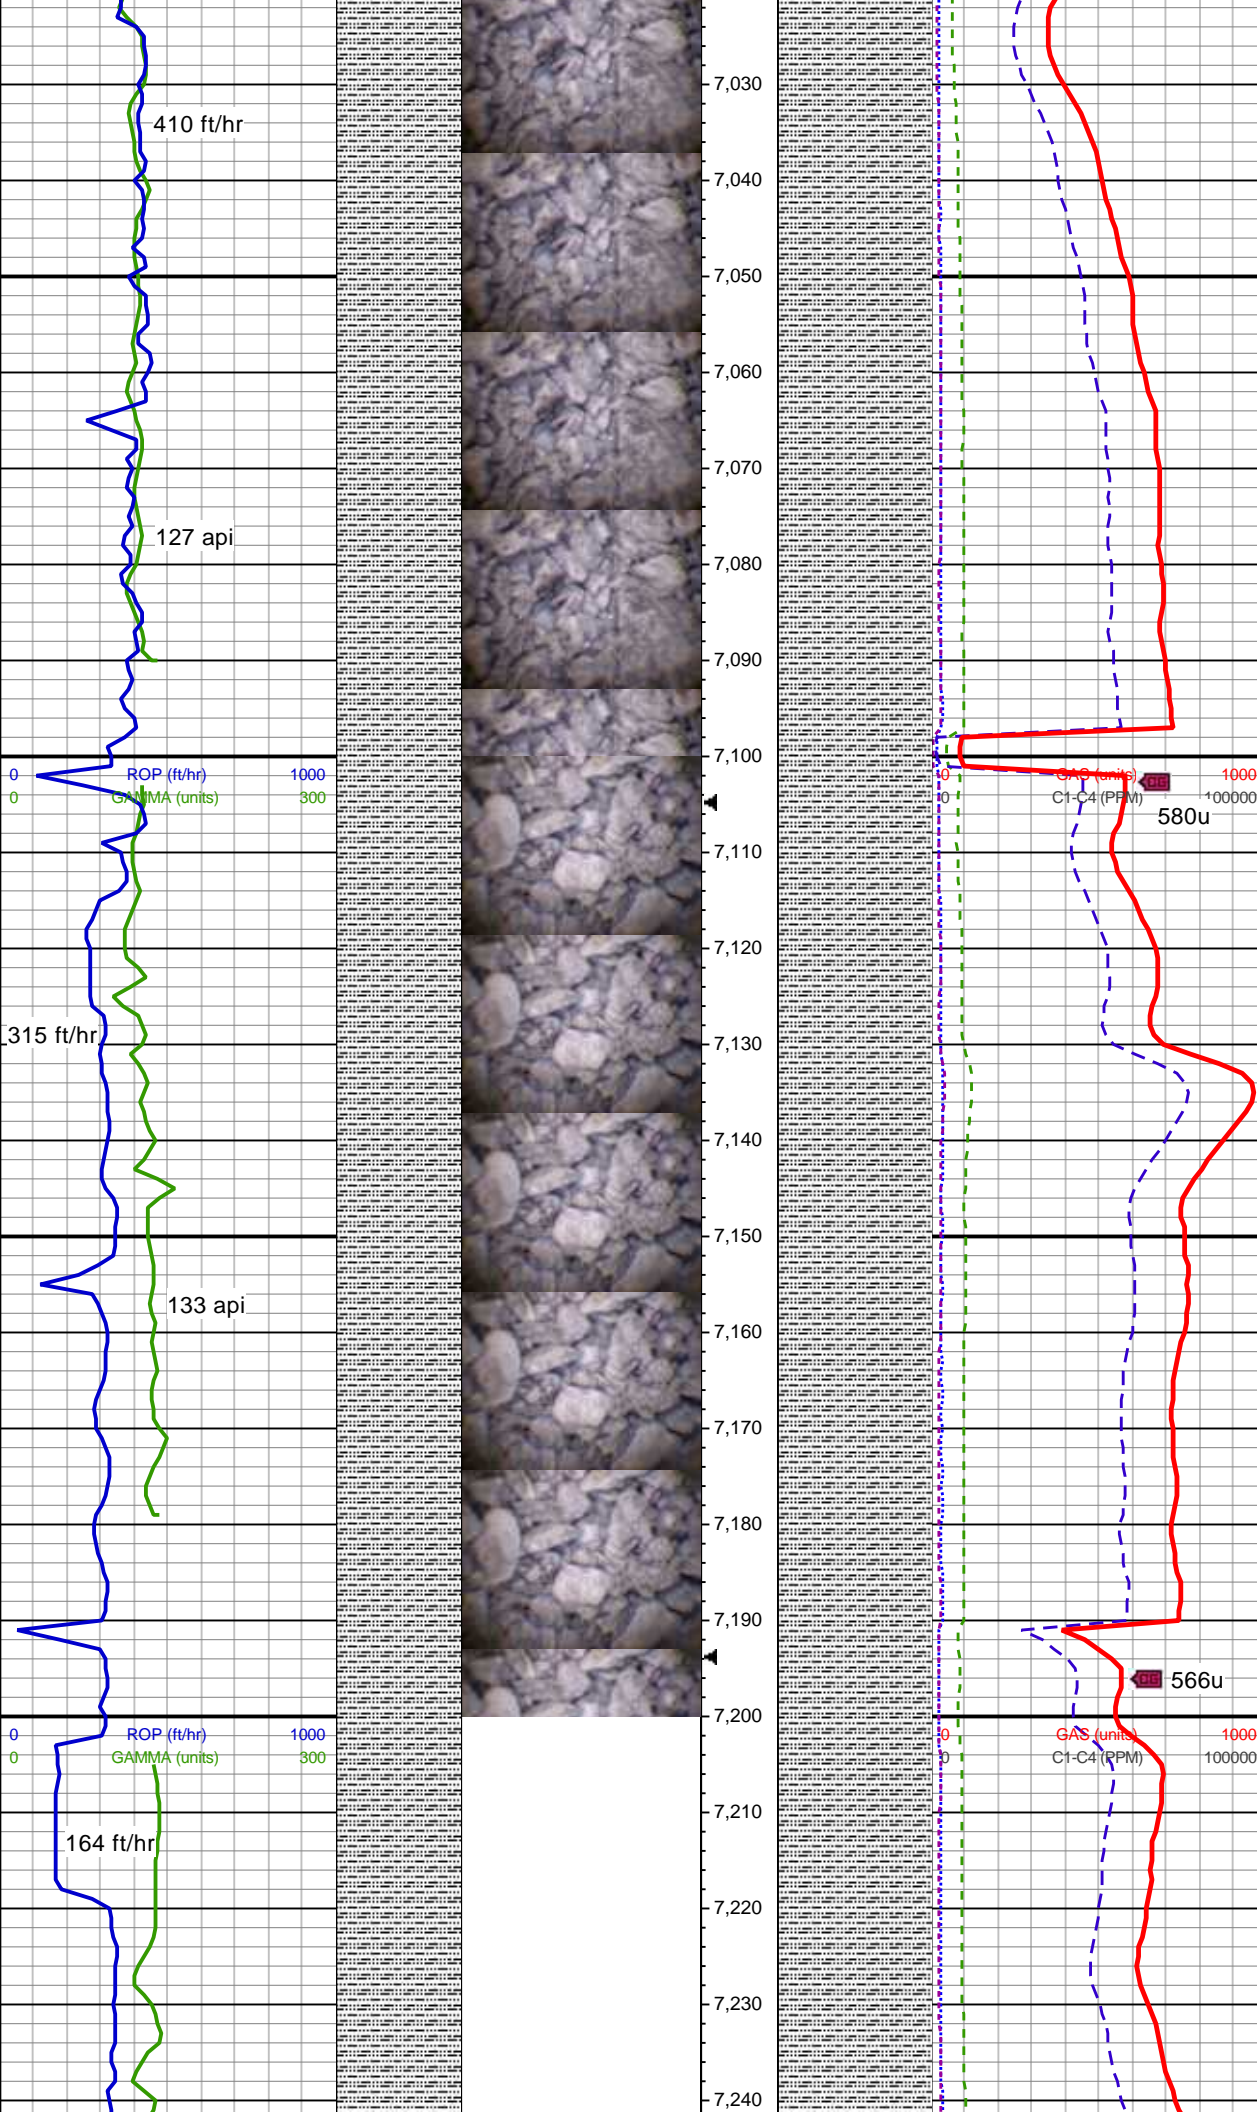 7,030
410 ft/hr
7,040
7,050
7,060
7,070
127 api
7,080
7,090
7,100
0 ROP (ft/hr) 1000
0 GAS (units) 1000
CG
0 GAMMA (units) 300
0 C1-C4 (PPM) 100000
580u
7,110
7,120
315 ft/hr
7,130
7,140
7,150
133 api
7,160
7,170
7,180
7,190
CG 566u
7,200
0 ROP (ft/hr) 1000
0 GAS (units) 1000
0 GAMMA (units) 300
0 C1-C4 (PPM) 100000
7,210
164 ft/hr
7,220
7,230
7,240